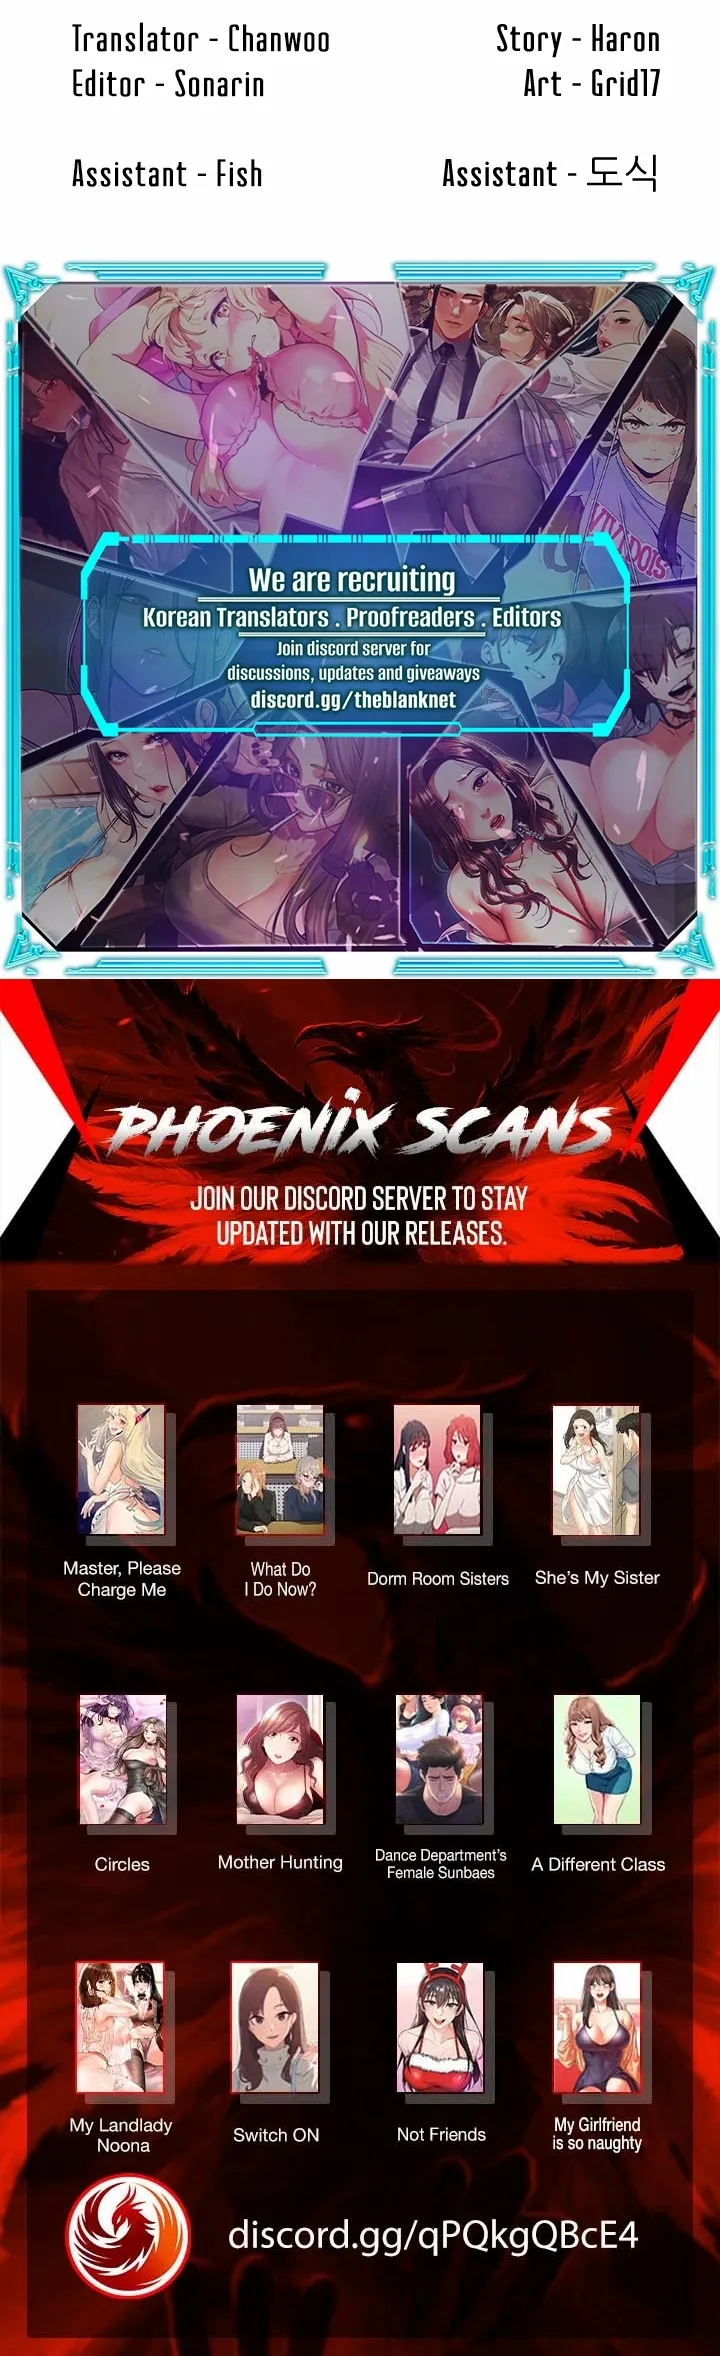 Translator - Chanwoo
Editor - Sonarin
Assistant - Fish
Story - Haron
Art - Grid17
Assistant - 도식
VIVADOIS
We are recruiting
Korean Translators . Proofreaders . Editors
Join discord server for
discussions, updates and giveaways
discord.gg/theblanknet
PHOENIX SCANS
JOIN OUR DISCORD SERVER TO STAY
UPDATED WITH OUR RELEASES.
Master, Please
Charge Me
What Do
I Do Now?
Dorm Room Sisters
She's My Sister
Circles
Mother Hunting
Dance Department's
Female Sunbaes
A Different Class
My Landlady
Noona
Switch ON
Not Friends
My Girlfriend
is so naughty
discord.gg/qPQkgQBcE4